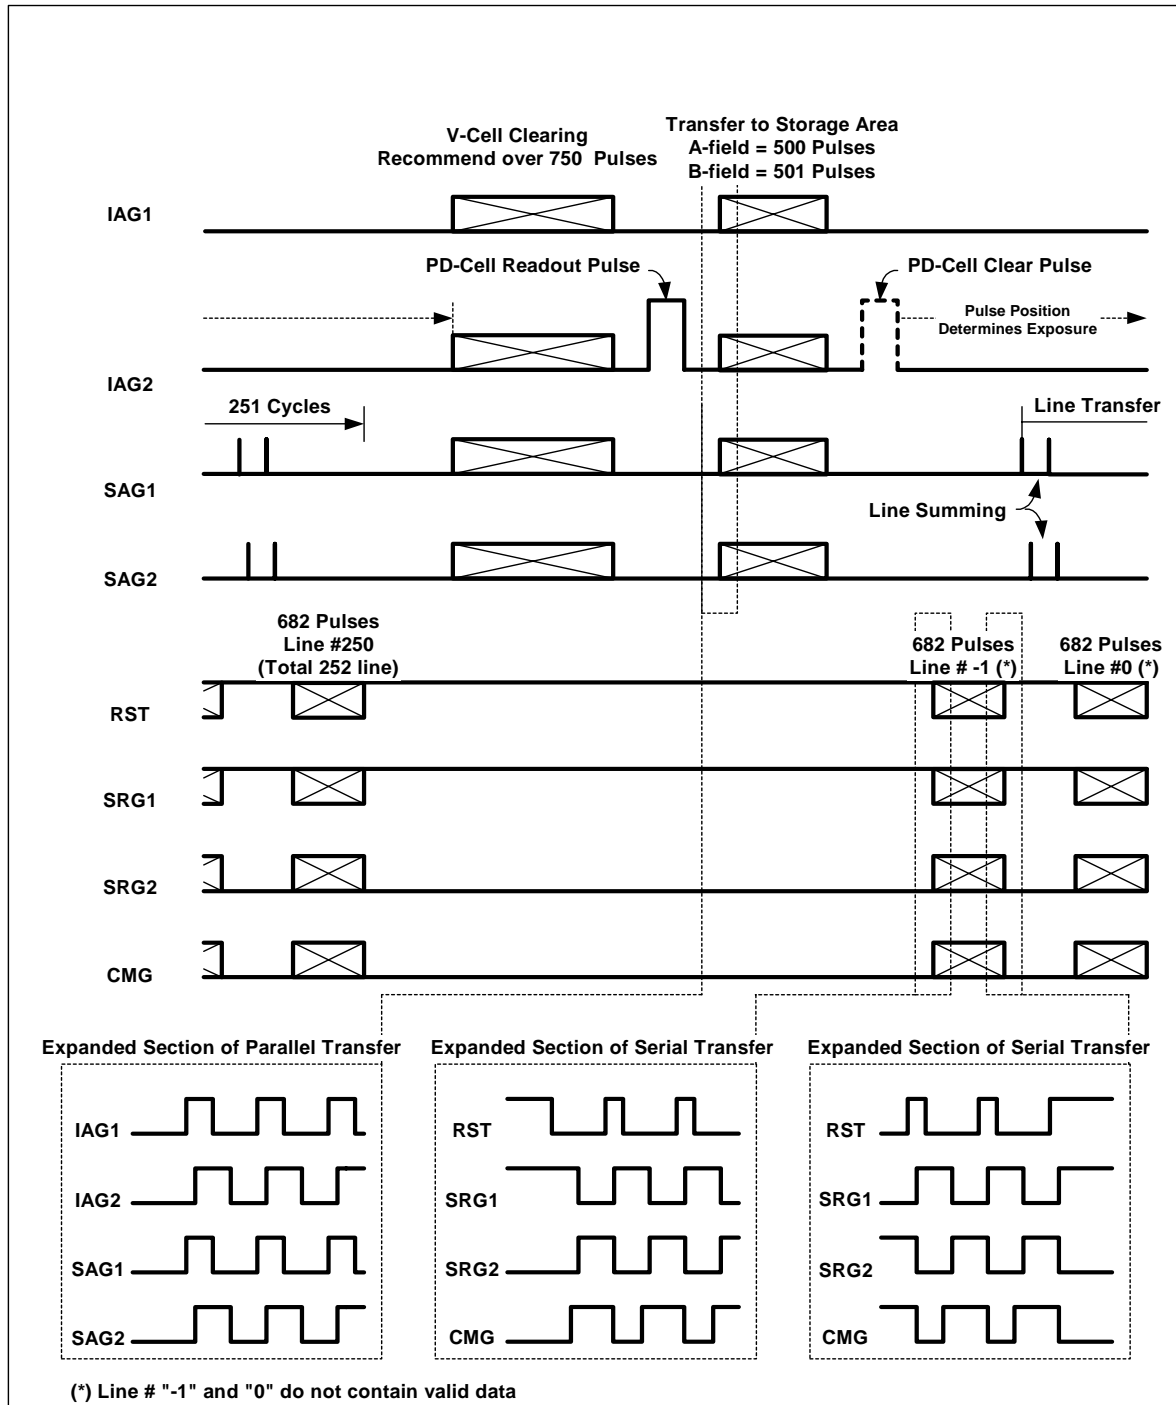 V-Cell Clearing
Recommend over 750 Pulses
Transfer to Storage Area
A-field = 500 Pulses
B-field = 501 Pulses
IAG1
PD-Cell Readout Pulse
PD-Cell Clear Pulse
Pulse Position
Determines Exposure
IAG2
251 Cycles
Line Transfer
SAG1
Line Summing
SAG2
682 Pulses
Line #250
(Total 252 line)
682 Pulses
Line # -1 (*)
682 Pulses
Line #0 (*)
RST
SRG1
SRG2
CMG
Expanded Section of Parallel Transfer
IAG1
IAG2
SAG1
SAG2
Expanded Section of Serial Transfer
RST
SRG1
SRG2
CMG
Expanded Section of Serial Transfer
RST
SRG1
SRG2
CMG
(*) Line # "-1" and "0" do not contain valid data